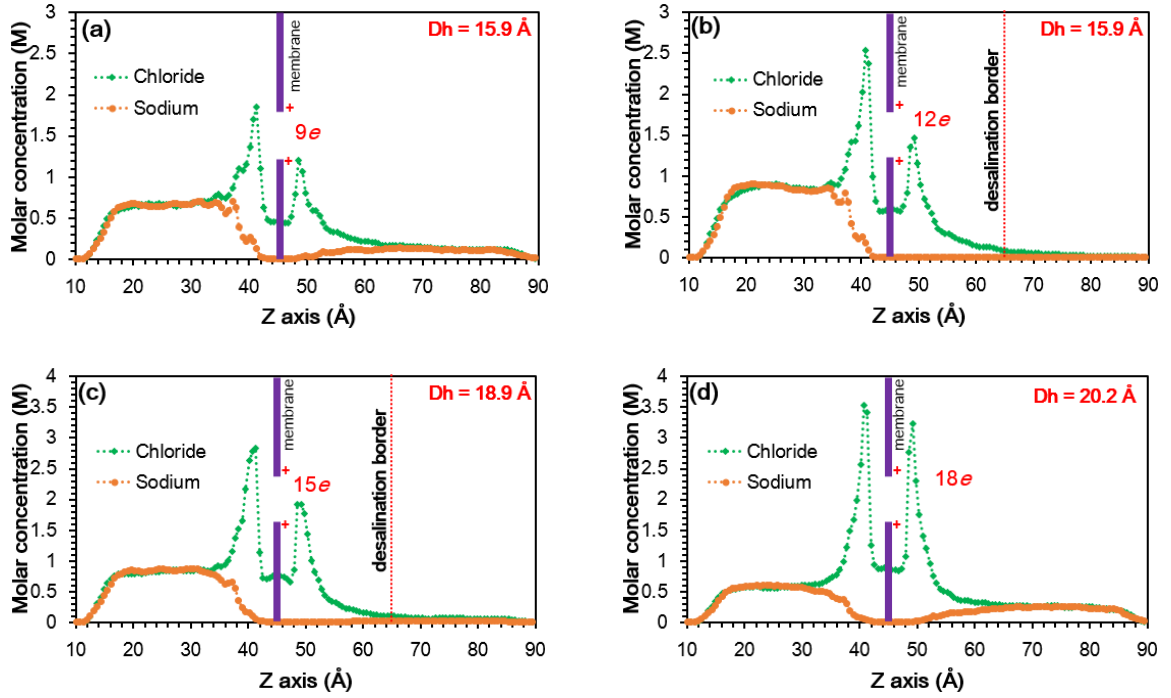 (a)
Dh = 15.9 Å
Chloride
Sodium
membrane
+
9e
+
Molar concentration (M)
3
2.5
2
1.5
1
0.5
0
10 20 30 40 50 60 70 80 90
Z axis (Å)
(b)
Dh = 15.9 Å
Chloride
Sodium
membrane
+
12e
+
desalination border
Molar concentration (M)
3
2.5
2
1.5
1
0.5
0
10 20 30 40 50 60 70 80 90
Z axis (Å)
(c)
Dh = 18.9 Å
Chloride
Sodium
membrane
+
15e
+
desalination border
Molar concentration (M)
4
3.5
3
2.5
2
1.5
1
0.5
0
10 20 30 40 50 60 70 80 90
Z axis (Å)
(d)
Dh = 20.2 Å
Chloride
Sodium
membrane
+
18e
+
Molar concentration (M)
4
3.5
3
2.5
2
1.5
1
0.5
0
10 20 30 40 50 60 70 80 90
Z axis (Å)